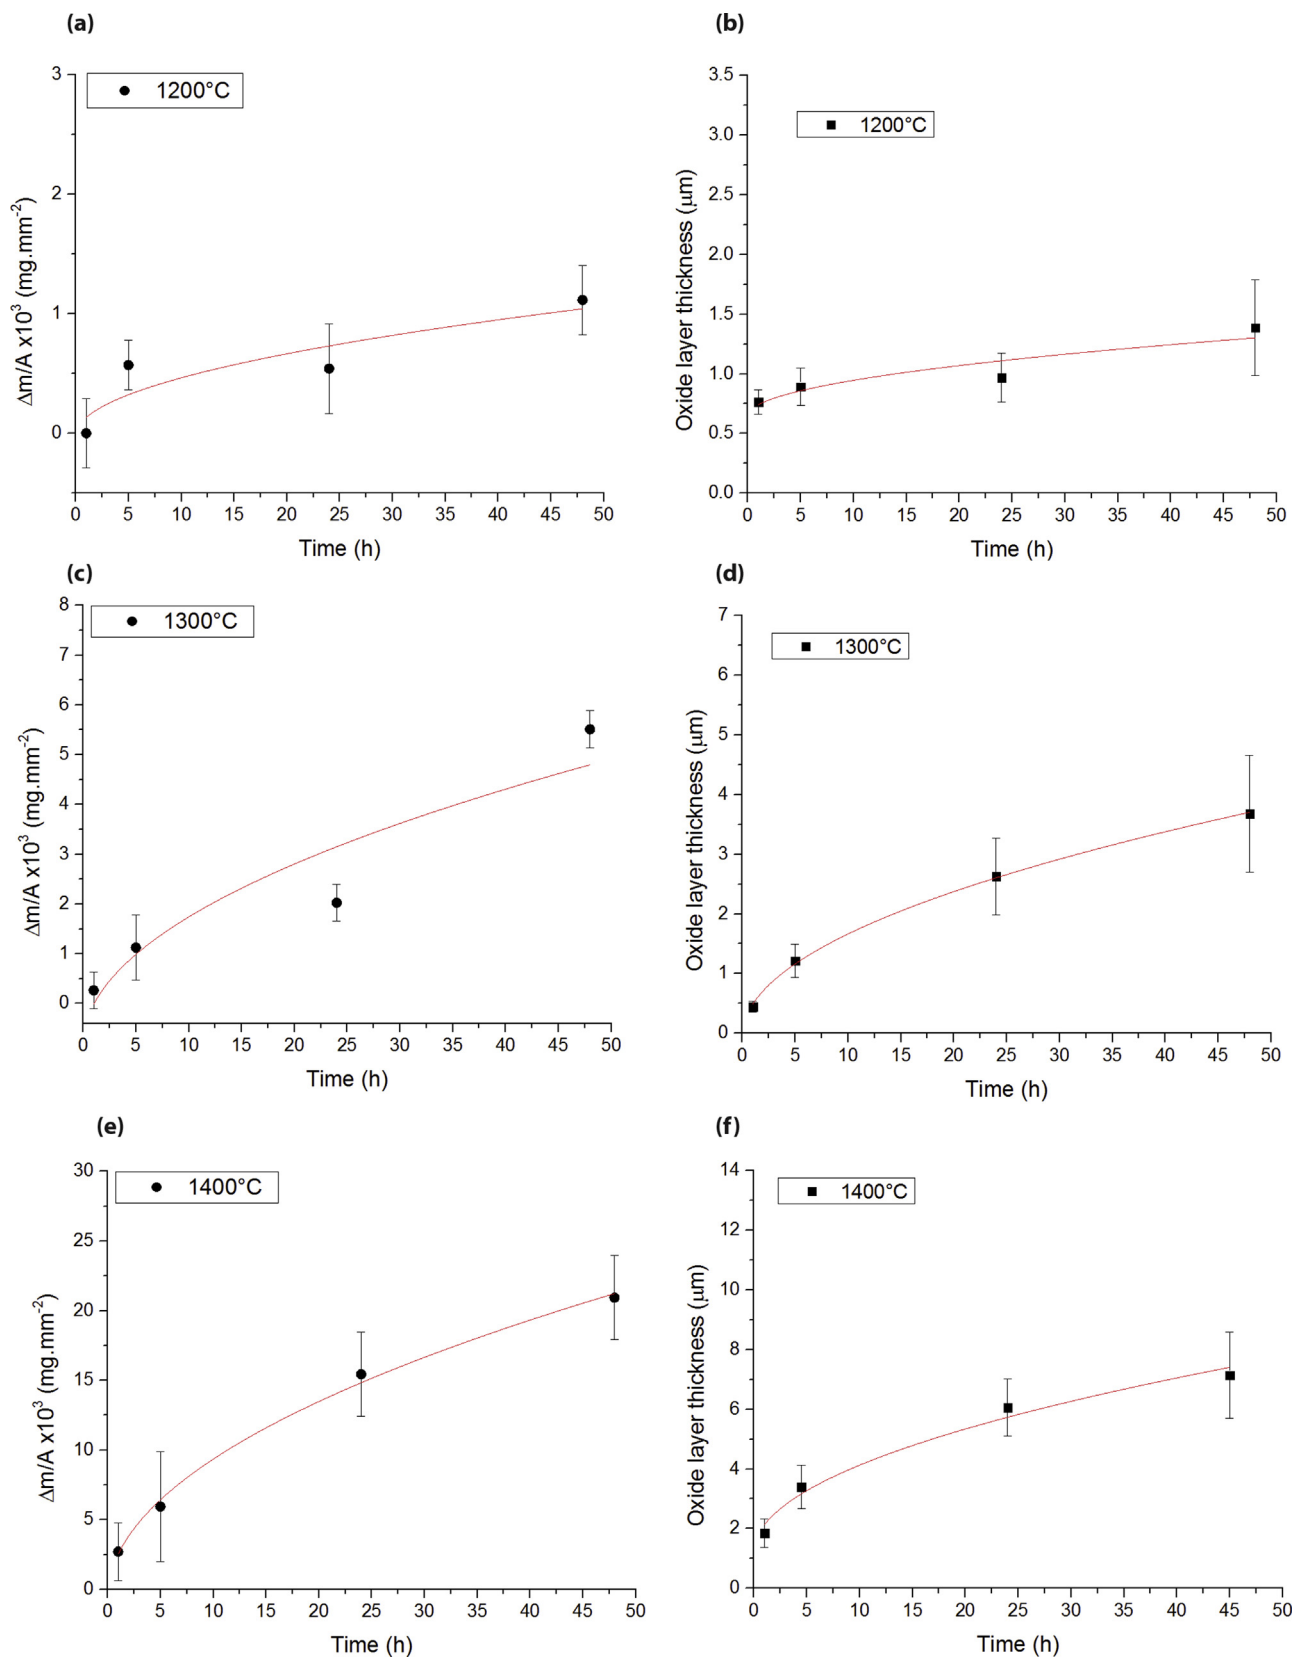 (a)
1200°C
3
2
1
0
Δm/A x10³ (mg.mm⁻²)
0 5 10 15 20 25 30 35 40 45 50
Time (h)
(b)
1200°C
3.5
3.0
2.5
2.0
1.5
1.0
0.5
0.0
Oxide layer thickness (μm)
0 5 10 15 20 25 30 35 40 45 50
Time (h)
(c)
1300°C
8
7
6
5
4
3
2
1
0
Δm/A x10³ (mg.mm⁻²)
0 5 10 15 20 25 30 35 40 45 50
Time (h)
(d)
1300°C
7
6
5
4
3
2
1
0
Oxide layer thickness (μm)
0 5 10 15 20 25 30 35 40 45 50
Time (h)
(e)
1400°C
30
25
20
15
10
5
0
Δm/A x10³ (mg.mm⁻²)
0 5 10 15 20 25 30 35 40 45 50
Time (h)
(f)
1400°C
14
12
10
8
6
4
2
0
Oxide layer thickness (μm)
0 5 10 15 20 25 30 35 40 45 50
Time (h)